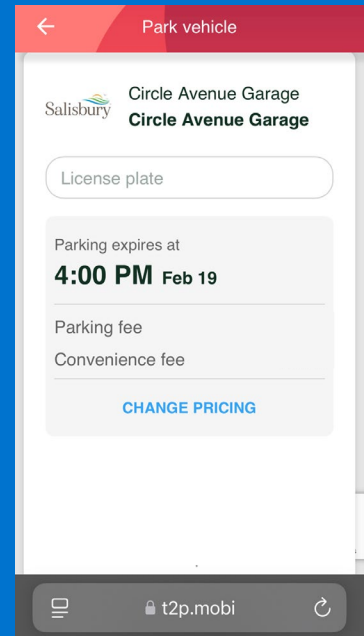 Park vehicle
Salisbury
Circle Avenue Garage
Circle Avenue Garage
License plate
Parking expires at
4:00 PM Feb 19
Parking fee
Convenience fee
CHANGE PRICING
t2p.mobi